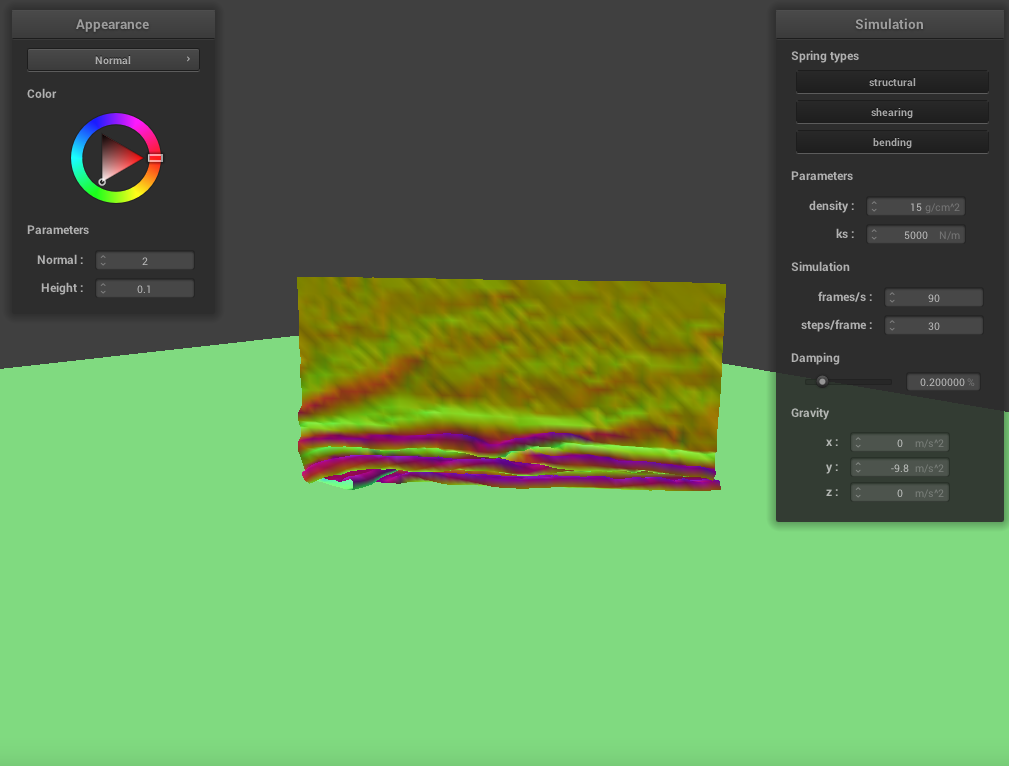 Appearance
Normal
Color
Parameters
Normal : 2
Height : 0.1
Simulation
Spring types
structural
shearing
bending
Parameters
density : 15 g/cm^2
ks : 5000 N/m
Simulation
frames/s : 90
steps/frame : 30
Damping
0.200000 %
Gravity
x : 0 m/s^2
y : -9.8 m/s^2
z : 0 m/s^2